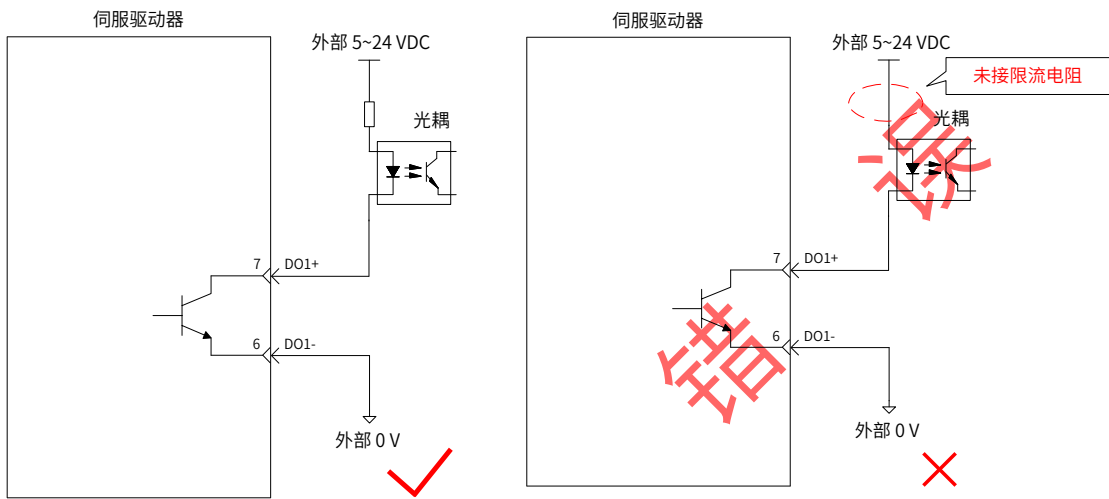 伺服驱动器
外部 5~24 VDC
光耦
7
DO1+
6
DO1-
外部 0 V
伺服驱动器
外部 5~24 VDC
未接限流电阻
光耦
7
DO1+
6
DO1-
外部 0 V
错误